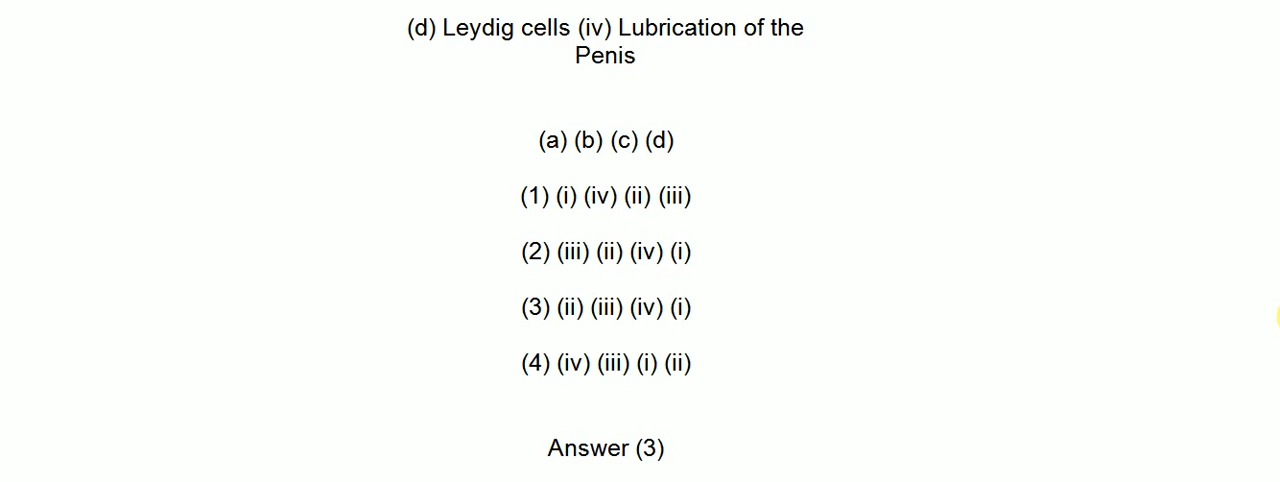 (d) Leydig cells (iv) Lubrication of the
Penis
(a) (b) (c) (d)
(1) (i) (iv) (ii) (iii)
(2) (iii) (ii) (iv) (i)
(3) (ii) (iii) (iv) (i)
(4) (iv) (iii) (i) (ii)
Answer (3)